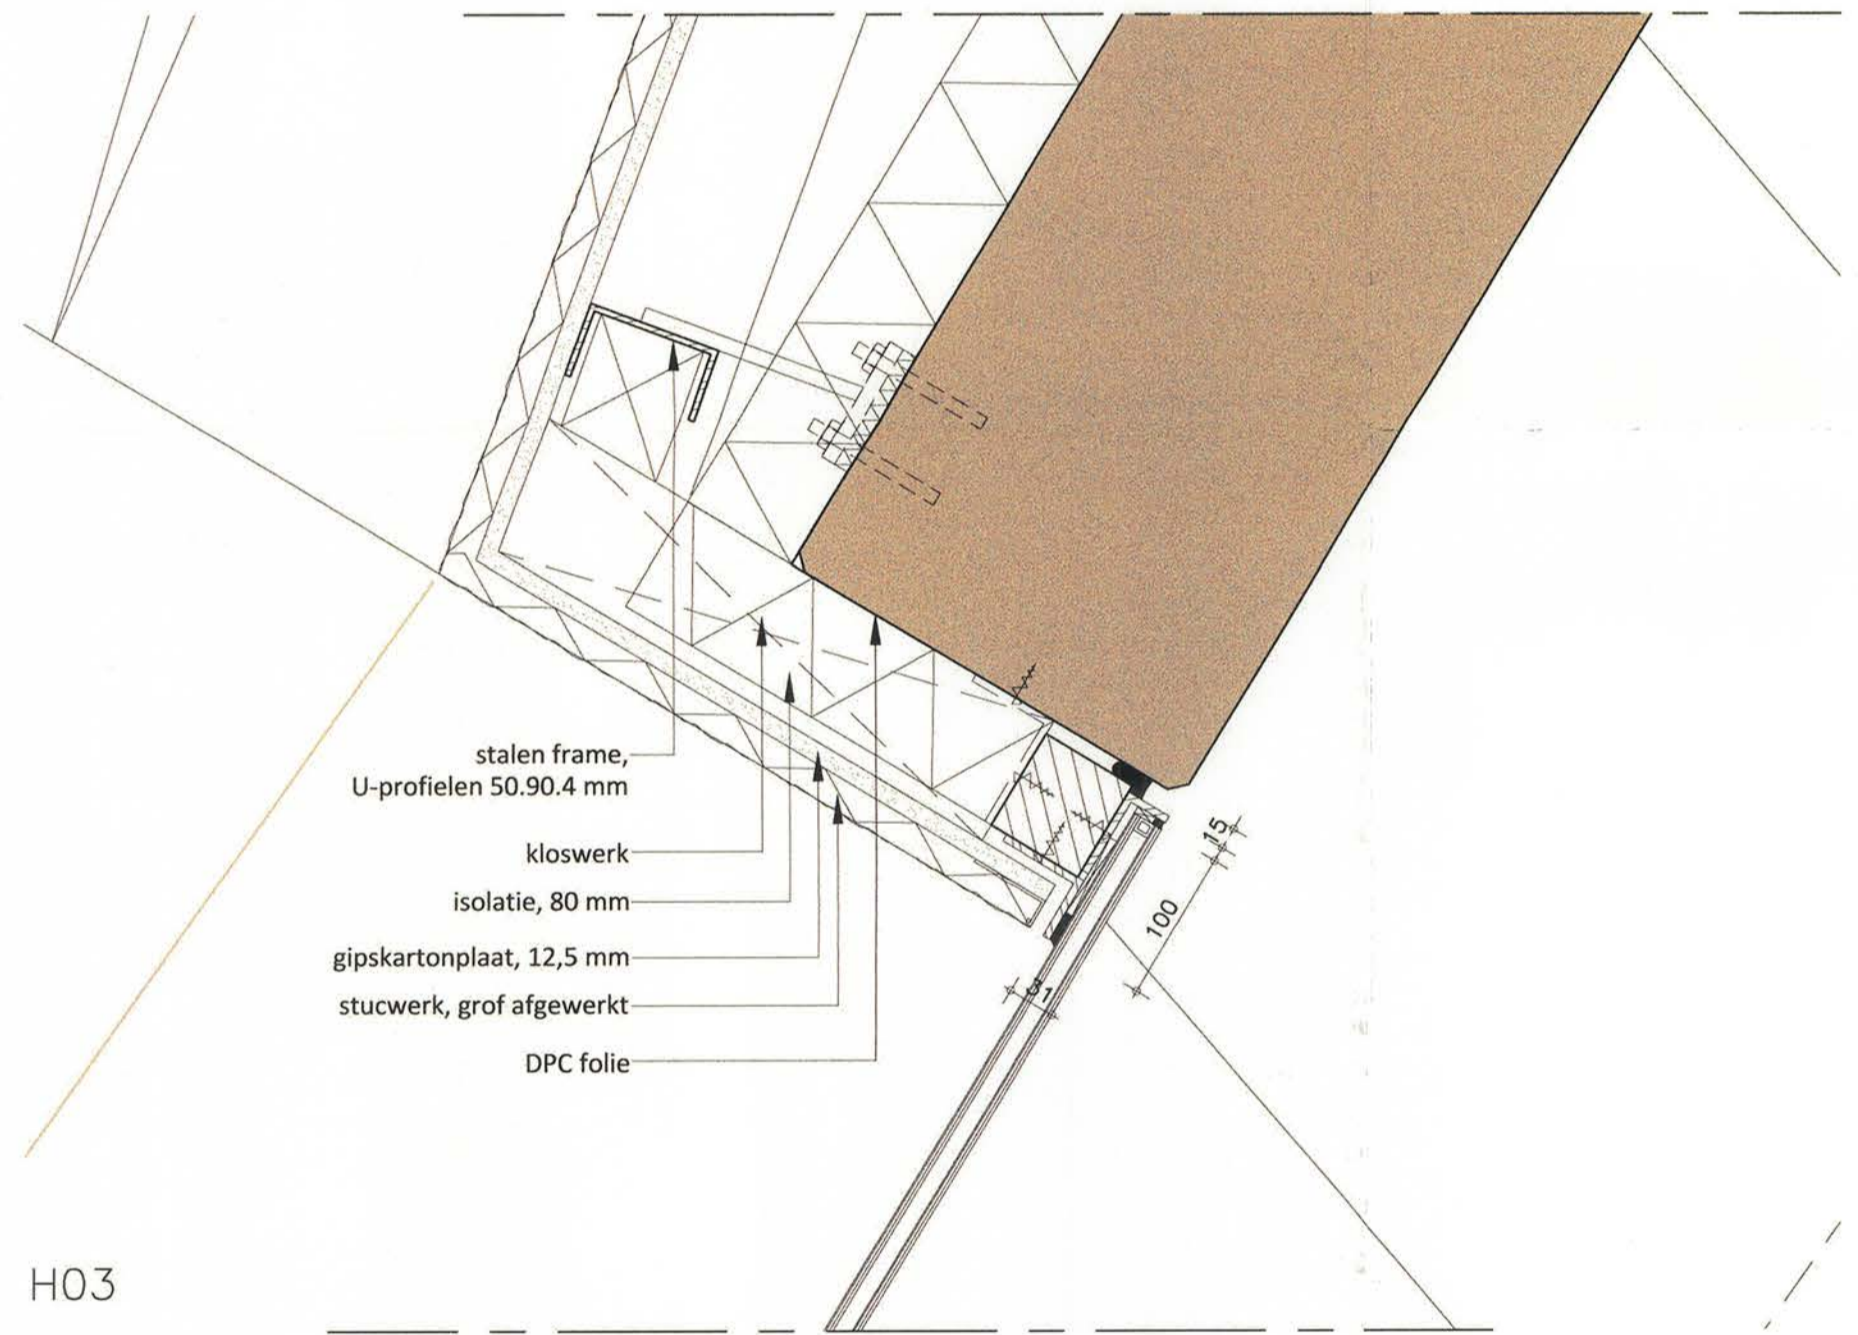 stalen frame,
U-profielen 50.90.4 mm
kloswerk
isolatie, 80 mm
gipskartonplaat, 12,5 mm
stucwerk, grof afgewerkt
DPC folie
15
100
31
H03